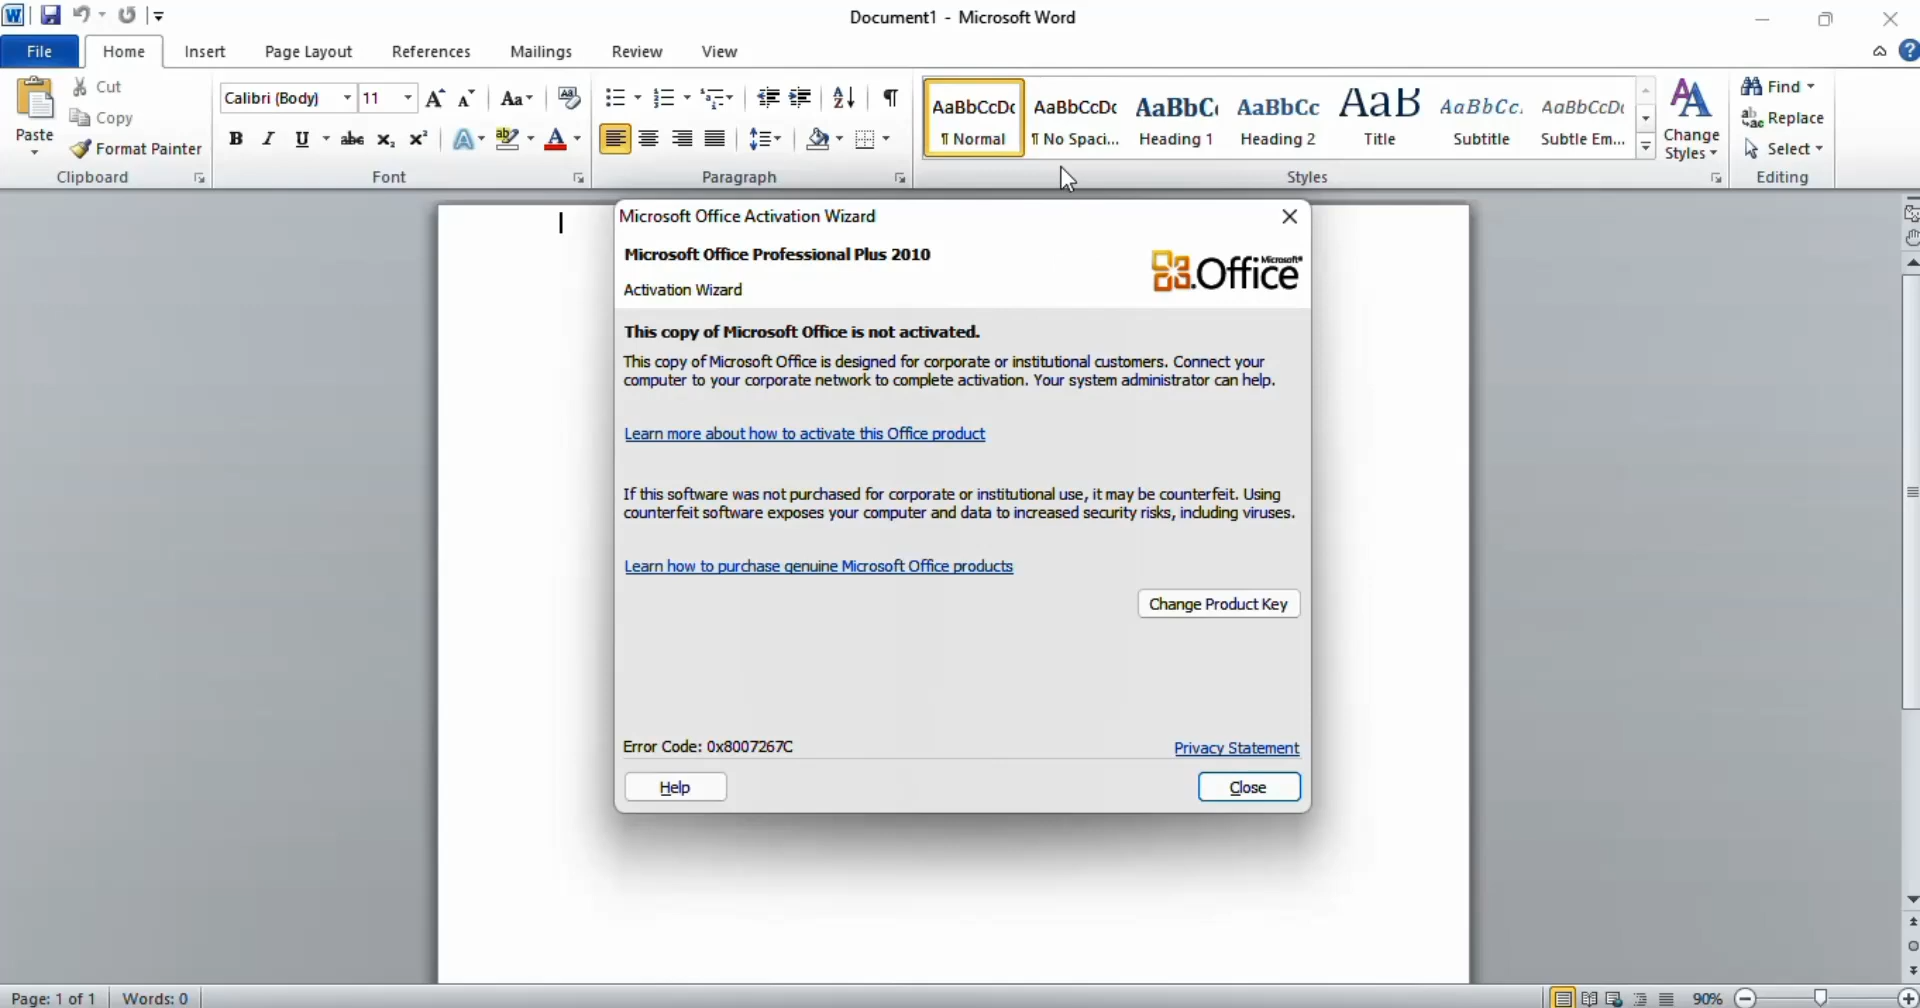 Document1 - Microsoft Word
File Home Insert Page Layout References Mailings Review View
Paste
Cut
Copy
Format Painter
Clipboard
Calibri (Body) 11
Font
Paragraph
AaBbCcDc AaBbCcDc AaBbC AaBbCc AaB AaBbCc. AaBbCcDc
¶ Normal ¶ No Spaci... Heading 1 Heading 2 Title Subtitle Subtle Em...
Change
Styles
Styles
Find
Replace
Select
Editing
Microsoft Office Activation Wizard
Microsoft Office Professional Plus 2010
Microsoft®
Office
Activation Wizard
This copy of Microsoft Office is not activated.
This copy of Microsoft Office is designed for corporate or institutional customers. Connect your
computer to your corporate network to complete activation. Your system administrator can help.
Learn more about how to activate this Office product
If this software was not purchased for corporate or institutional use, it may be counterfeit. Using
counterfeit software exposes your computer and data to increased security risks, including viruses.
Learn how to purchase genuine Microsoft Office products
Change Product Key
Error Code: 0x8007267C
Privacy Statement
Help
Close
Page: 1 of 1 Words: 0
90%